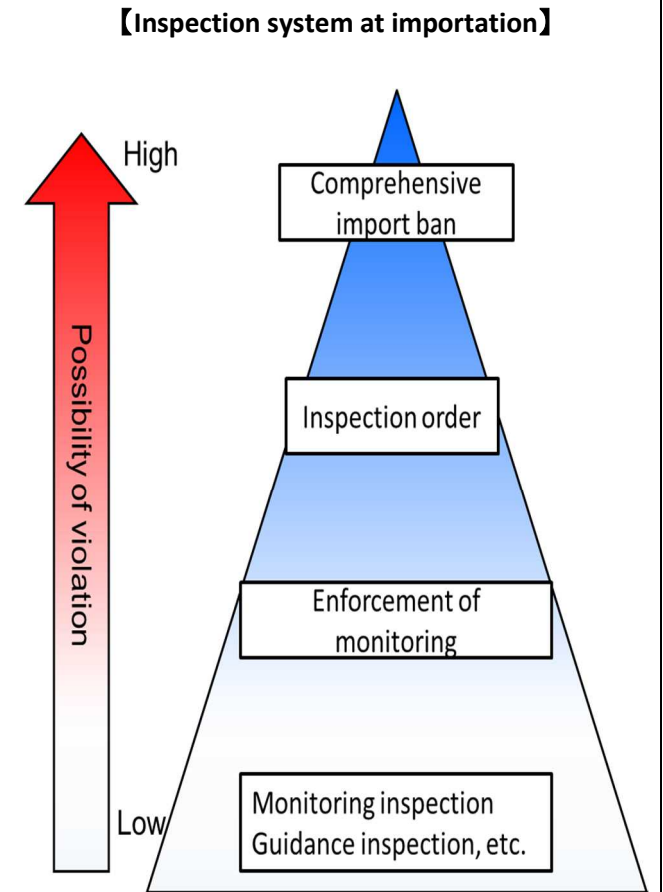 【Inspection system at importation】
High
Comprehensive
import ban
Possibility of violation
Inspection order
Enforcement of
monitoring
Low
Monitoring inspection
Guidance inspection, etc.